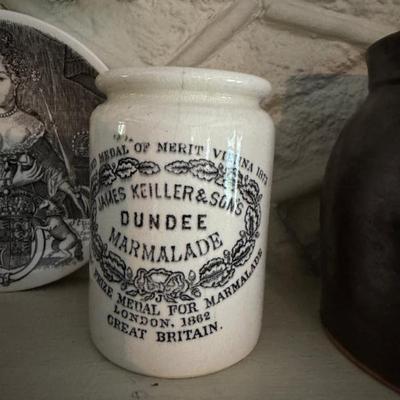 MEDAL OF MERIT VIENNA 1873
JAMES KEILLER & SONS
DUNDEE
MARMALADE
PRIZE MEDAL FOR MARMALADE
LONDON, 1862
GREAT BRITAIN.